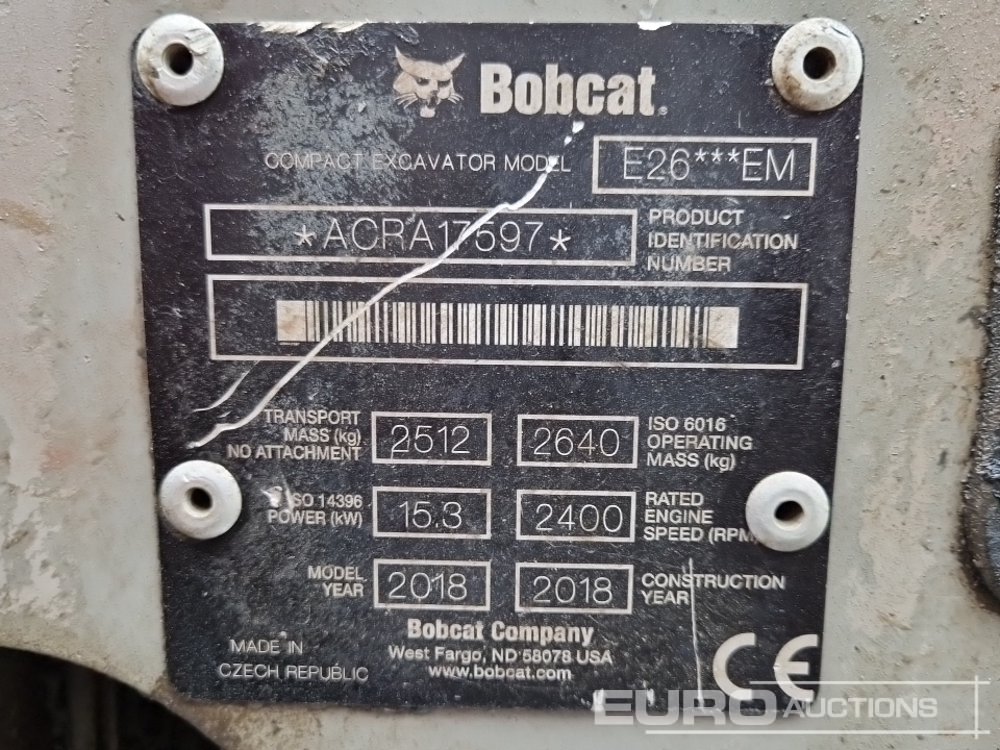 Bobcat®
COMPACT EXCAVATOR MODEL E26***EM
*ACRA17597*
PRODUCT
IDENTIFICATION
NUMBER
TRANSPORT
MASS (kg)
NO ATTACHMENT
2512
2640
ISO 6016
OPERATING
MASS (kg)
ISO 14396
POWER (kW)
15.3
2400
RATED
ENGINE
SPEED (RPM)
MODEL
YEAR
2018
2018
CONSTRUCTION
YEAR
Bobcat Company
West Fargo, ND 58078 USA
www.bobcat.com
MADE IN
CZECH REPUBLIC
CE
EURO AUCTIONS